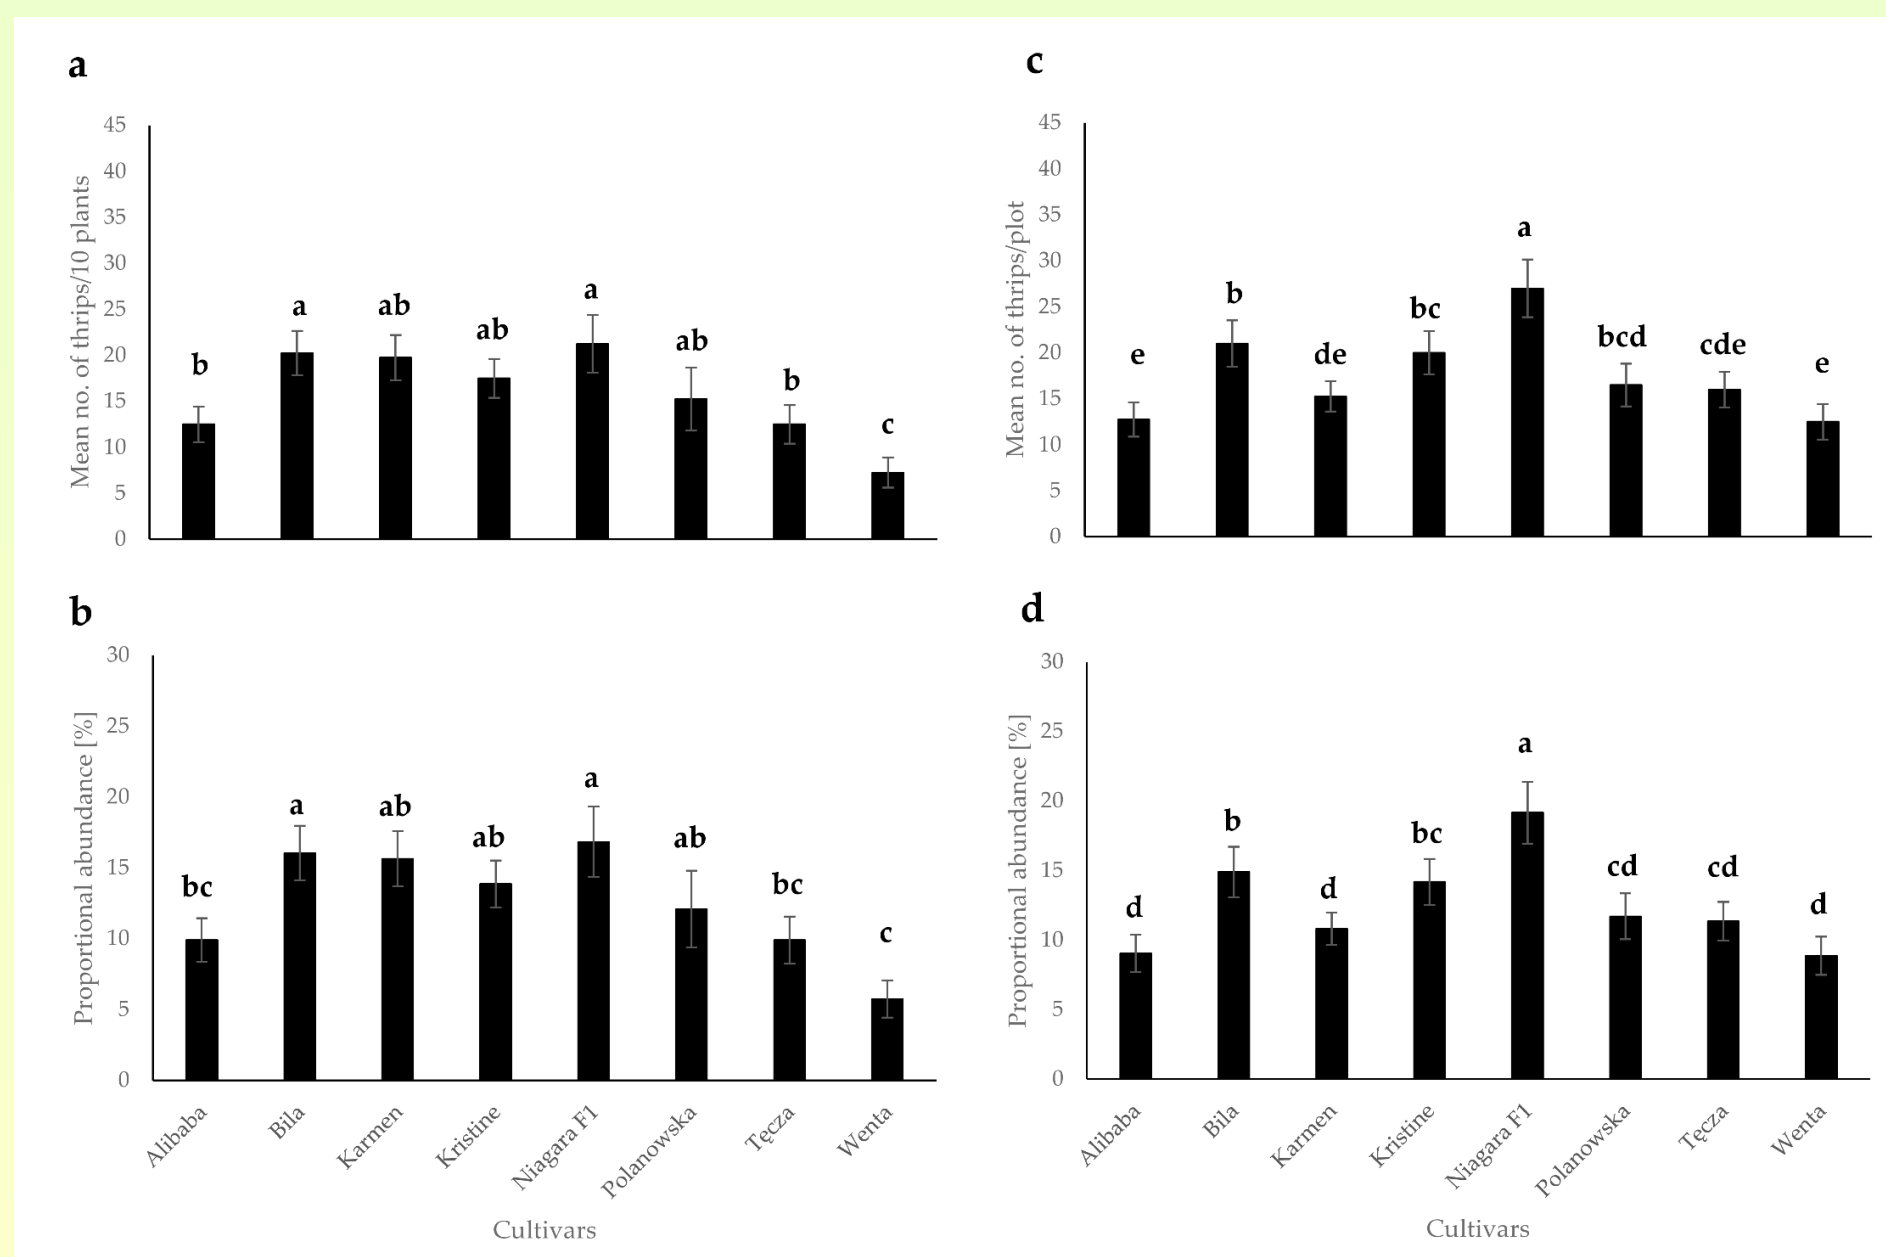 a
Mean no. of thrips/10 plants
45
40
35
30
25
20
15
10
5
0
b
a
ab
ab
a
ab
b
c
c
Mean no. of thrips/plot
45
40
35
30
25
20
15
10
5
0
e
b
de
bc
a
bcd
cde
e
b
Proportional abundance [%]
30
25
20
15
10
5
0
bc
a
ab
ab
a
ab
bc
c
Alibaba
Bila
Karmen
Kristine
Niagara F1
Polanowska
Tęcza
Wenta
Cultivars
d
Proportional abundance [%]
30
25
20
15
10
5
0
d
b
d
bc
a
cd
cd
d
Alibaba
Bila
Karmen
Kristine
Niagara F1
Polanowska
Tęcza
Wenta
Cultivars